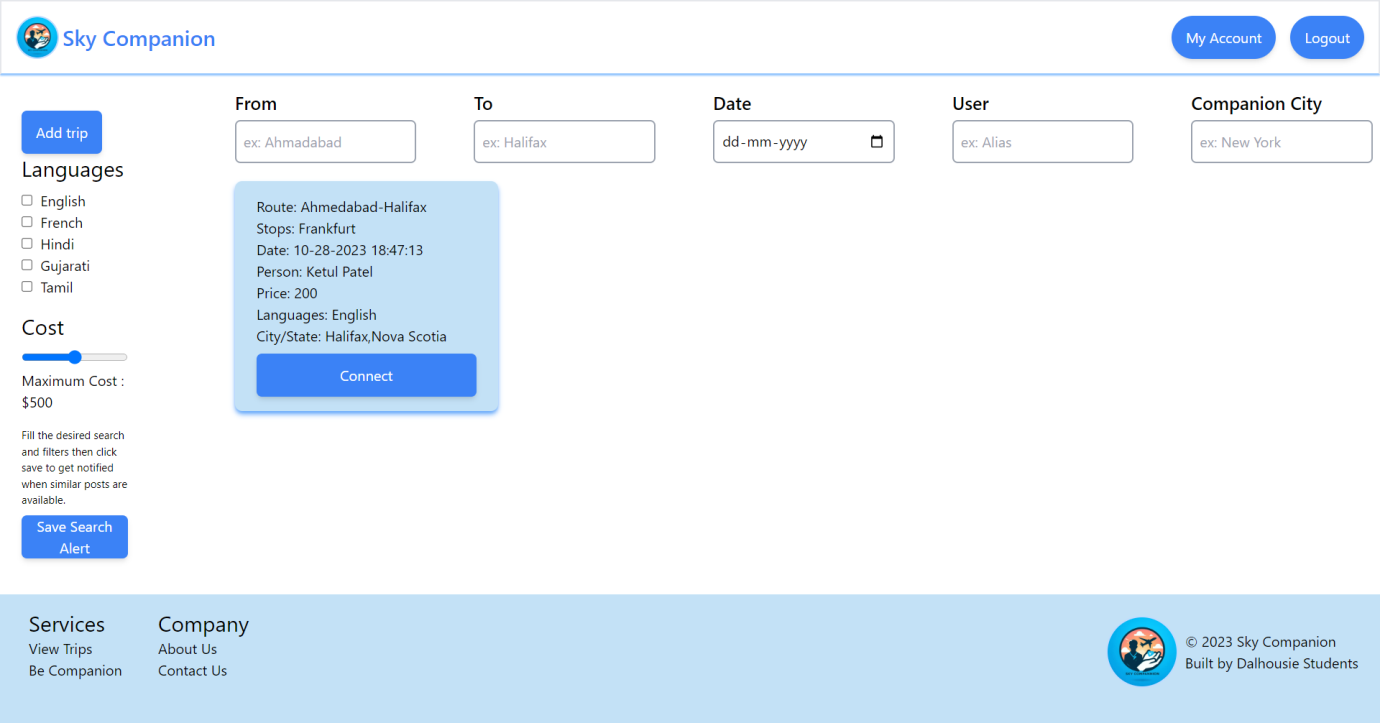 Sky Companion
My Account
Logout
Add trip
Languages
English
French
Hindi
Gujarati
Tamil
Cost
Maximum Cost :
$500
Fill the desired search
and filters then click
save to get notified
when similar posts are
available.
Save Search
Alert
From
ex: Ahmadabad
To
ex: Halifax
Date
dd-mm-yyyy
User
ex: Alias
Companion City
ex: New York
Route: Ahmedabad-Halifax
Stops: Frankfurt
Date: 10-28-2023 18:47:13
Person: Ketul Patel
Price: 200
Languages: English
City/State: Halifax,Nova Scotia
Connect
Services
View Trips
Be Companion
Company
About Us
Contact Us
SKY COMPANION
© 2023 Sky Companion
Built by Dalhousie Students